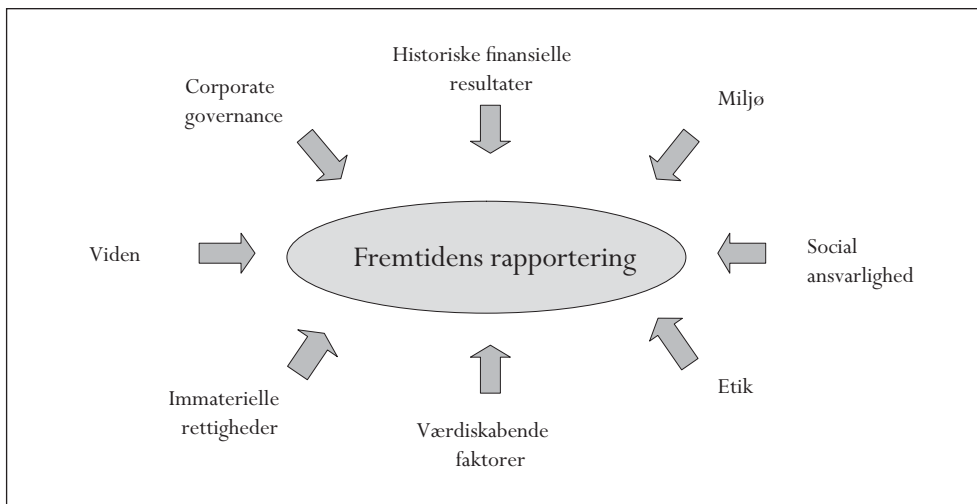 Historiske finansielle
resultater
Corporate
governance
Miljø
Viden
Fremtidens rapportering
Social
ansvarlighed
Immaterielle
rettigheder
Værdiskabende
faktorer
Etik